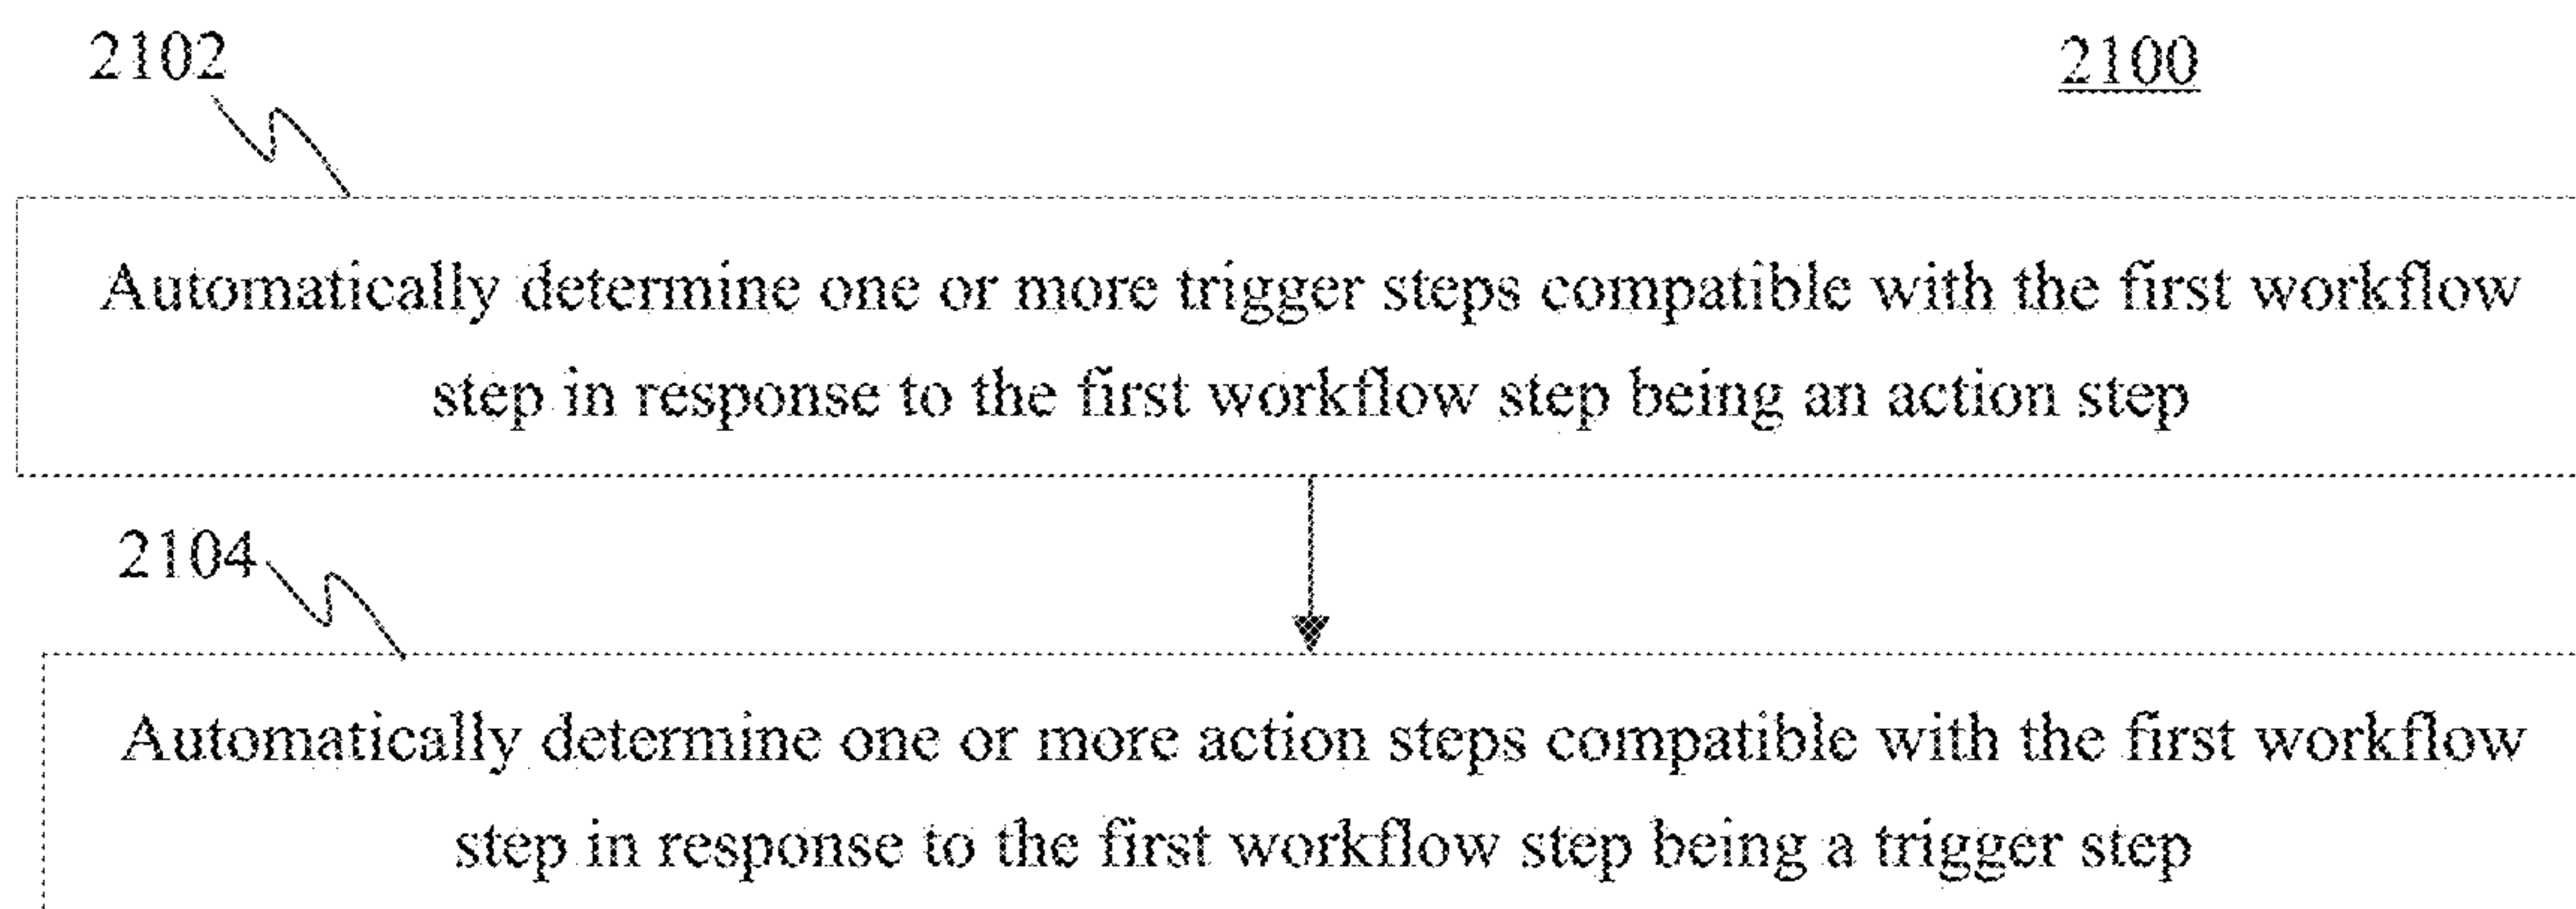 2102
2100
Automatically determine one or more trigger steps compatible with the first workflow
step in response to the first workflow step being an action step
2104
Automatically determine one or more action steps compatible with the first workflow
step in response to the first workflow step being a trigger step